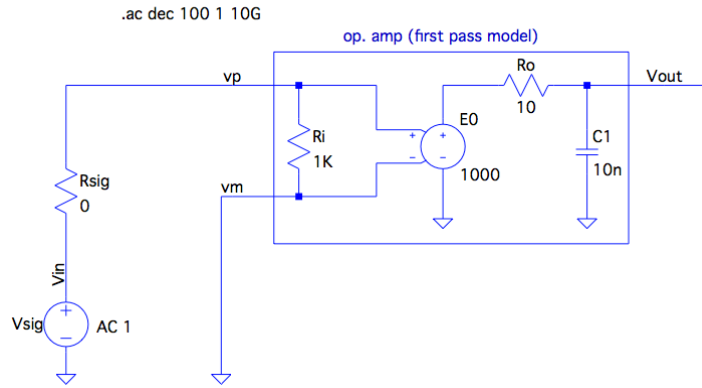 .ac dec 100 1 10G
op. amp (first pass model)
Ro
vp
Vout
10
E0
Ri
C1
1K
10n
Rsig
vm
1000
0
Vin
Vsig
AC 1